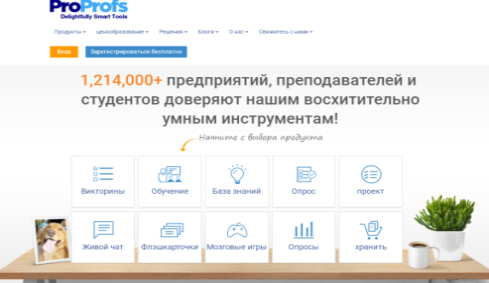 ProProfs
Delightfully Smart Tools
Продукты ценообразование Решения Блоги О нас Свяжитесь с нами
Вход Зарегистрироваться бесплатно
1,214,000+ предприятий, преподавателей и
студентов доверяют нашим восхитительно
умным инструментам!
Начните с выбора продукта
Викторины Обучение База знаний Опрос проект
Живой чат Флэшкарточки Мозговые игры Опросы хранить